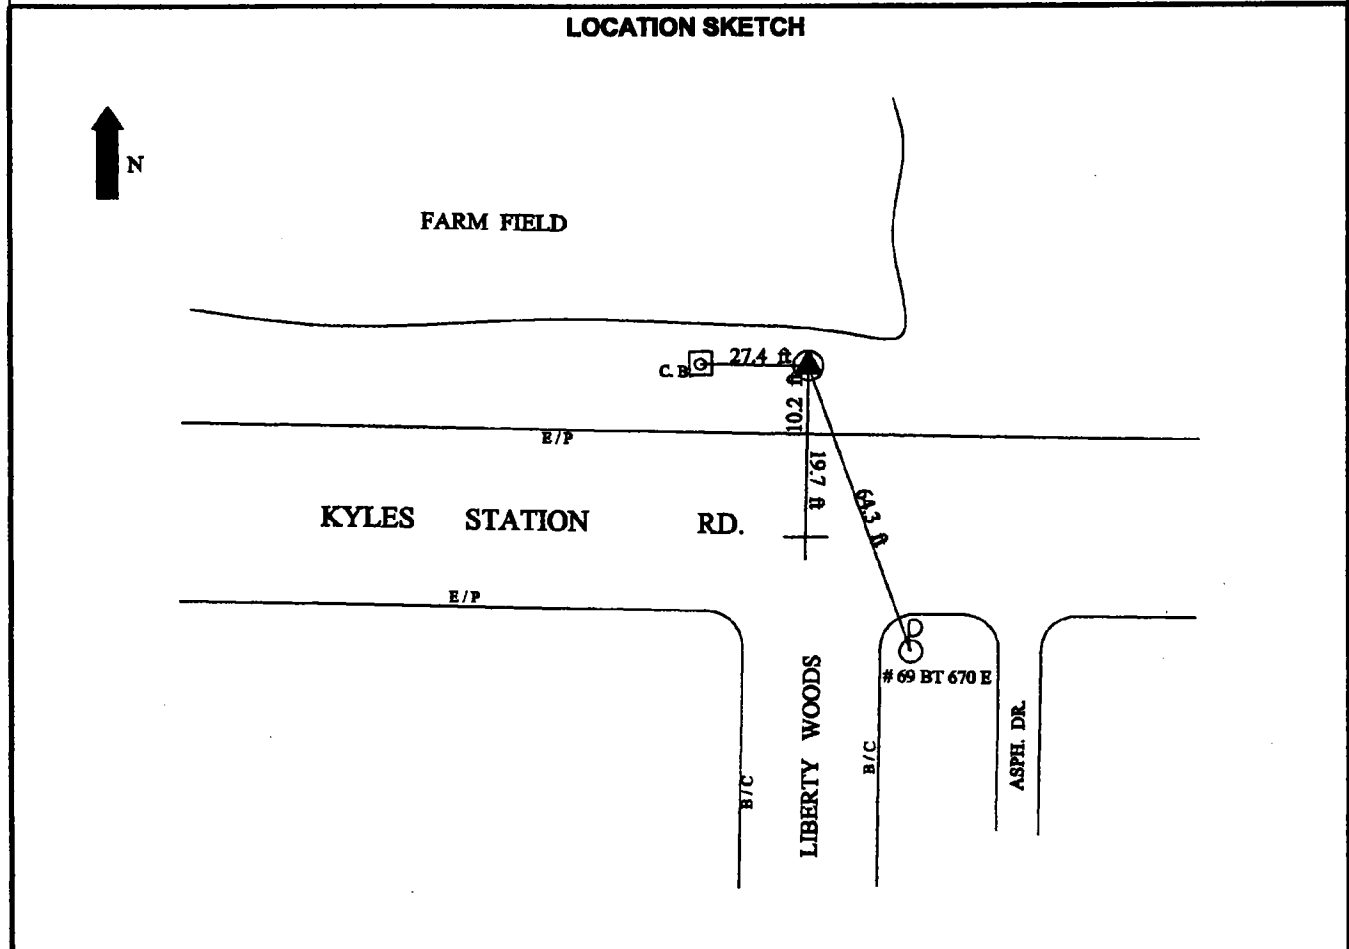 LOCATION SKETCH
N
FARM FIELD
27.4 ft
C. B.
10.2 ft
E / P
19.7 ft
64.3 ft
KYLES STATION RD.
E / P
# 69 BT 670 E
LIBERTY WOODS
B / C
B / C
ASPH. DR.